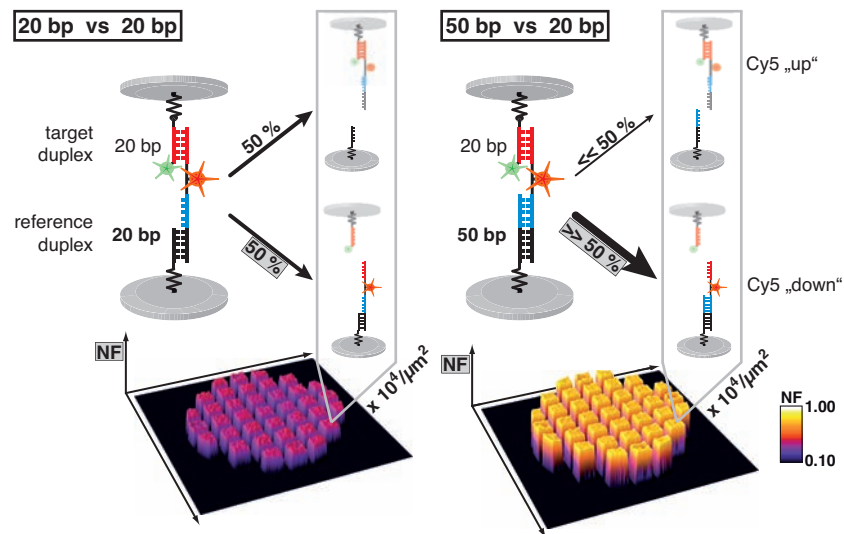 20 bp vs 20 bp
target
duplex
20 bp
reference
duplex
20 bp
50 %
50 %
NF
x 10⁴/µm²
50 bp vs 20 bp
20 bp
50 bp
<< 50 %
>> 50 %
Cy5 „up“
Cy5 „down“
NF
x 10⁴/µm²
NF
1.00
0.10